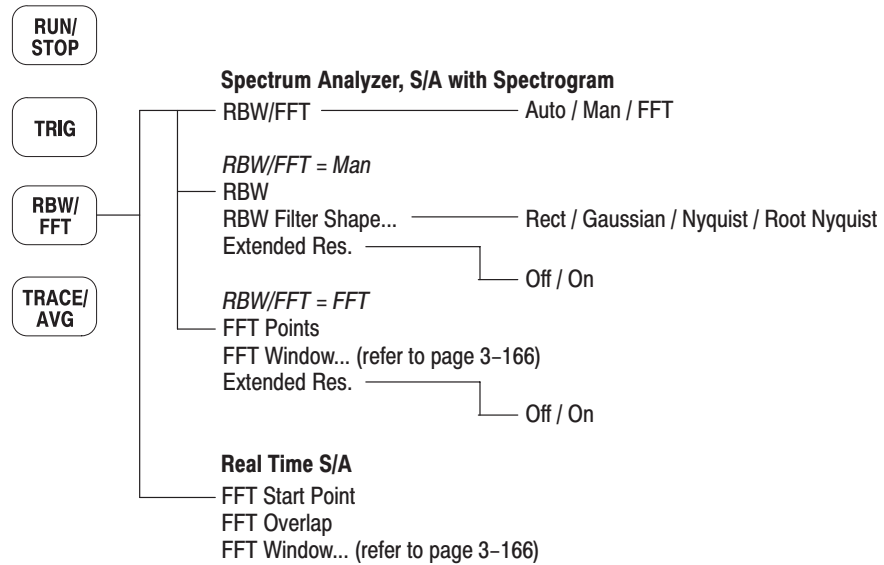 RUN/
STOP
TRIG
RBW/
FFT
TRACE/
AVG
Spectrum Analyzer, S/A with Spectrogram
RBW/FFT Auto / Man / FFT
RBW/FFT = Man
RBW
RBW Filter Shape... Rect / Gaussian / Nyquist / Root Nyquist
Extended Res.
Off / On
RBW/FFT = FFT
FFT Points
FFT Window... (refer to page 3–166)
Extended Res.
Off / On
Real Time S/A
FFT Start Point
FFT Overlap
FFT Window... (refer to page 3–166)